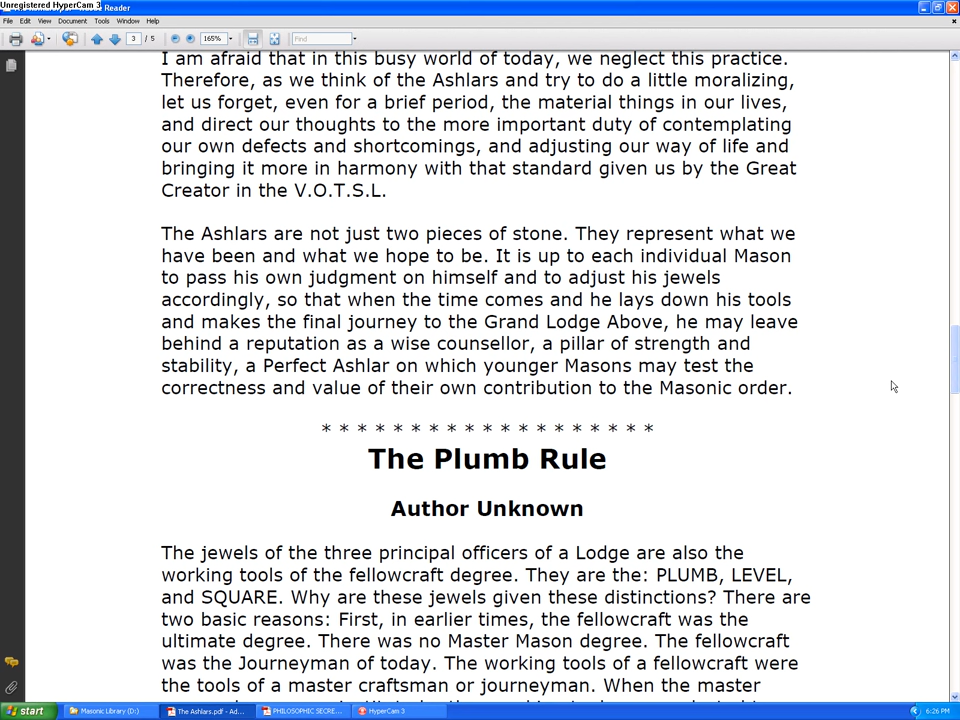 Unregistered HyperCam 3
Reader
File Edit View Document Tools Window Help
3 / 5 165% Find
I am afraid that in this busy world of today, we neglect this practice.
Therefore, as we think of the Ashlars and try to do a little moralizing,
let us forget, even for a brief period, the material things in our lives,
and direct our thoughts to the more important duty of contemplating
our own defects and shortcomings, and adjusting our way of life and
bringing it more in harmony with that standard given us by the Great
Creator in the V.O.T.S.L.
The Ashlars are not just two pieces of stone. They represent what we
have been and what we hope to be. It is up to each individual Mason
to pass his own judgment on himself and to adjust his jewels
accordingly, so that when the time comes and he lays down his tools
and makes the final journey to the Grand Lodge Above, he may leave
behind a reputation as a wise counsellor, a pillar of strength and
stability, a Perfect Ashlar on which younger Masons may test the
correctness and value of their own contribution to the Masonic order.
* * * * * * * * * * * * * * * * * * *
The Plumb Rule
Author Unknown
The jewels of the three principal officers of a Lodge are also the
working tools of the fellowcraft degree. They are the: PLUMB, LEVEL,
and SQUARE. Why are these jewels given these distinctions? There are
two basic reasons: First, in earlier times, the fellowcraft was the
ultimate degree. There was no Master Mason degree. The fellowcraft
was the Journeyman of today. The working tools of a fellowcraft were
the tools of a master craftsman or journeyman. When the master
start Masonic Library (D:) The Ashlars.pdf - Ad... PHILOSOPHIC SECRE... HyperCam 3 6:26 PM